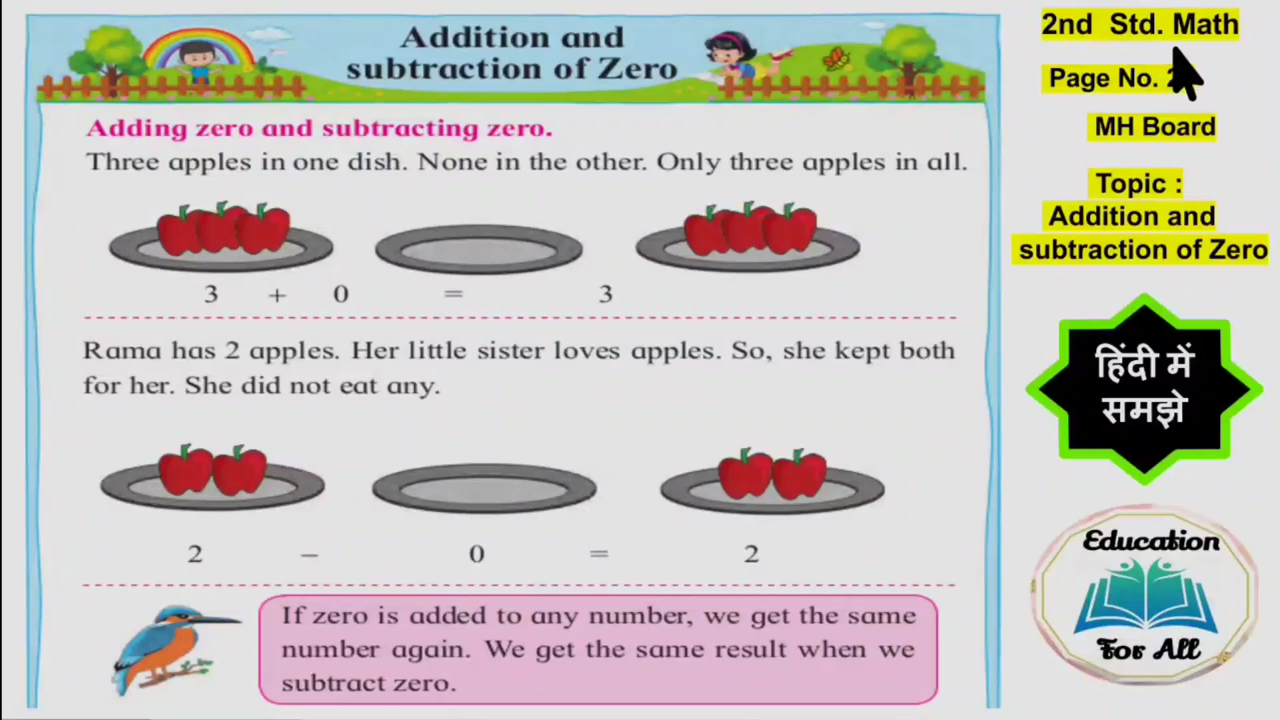 Addition and
subtraction of Zero
Adding zero and subtracting zero.
Three apples in one dish. None in the other. Only three apples in all.
3 + 0 = 3
Rama has 2 apples. Her little sister loves apples. So, she kept both
for her. She did not eat any.
2 − 0 = 2
If zero is added to any number, we get the same
number again. We get the same result when we
subtract zero.
2nd Std. Math
Page No.
MH Board
Topic :
Addition and
subtraction of Zero
हिंदी में
समझे
Education
For All